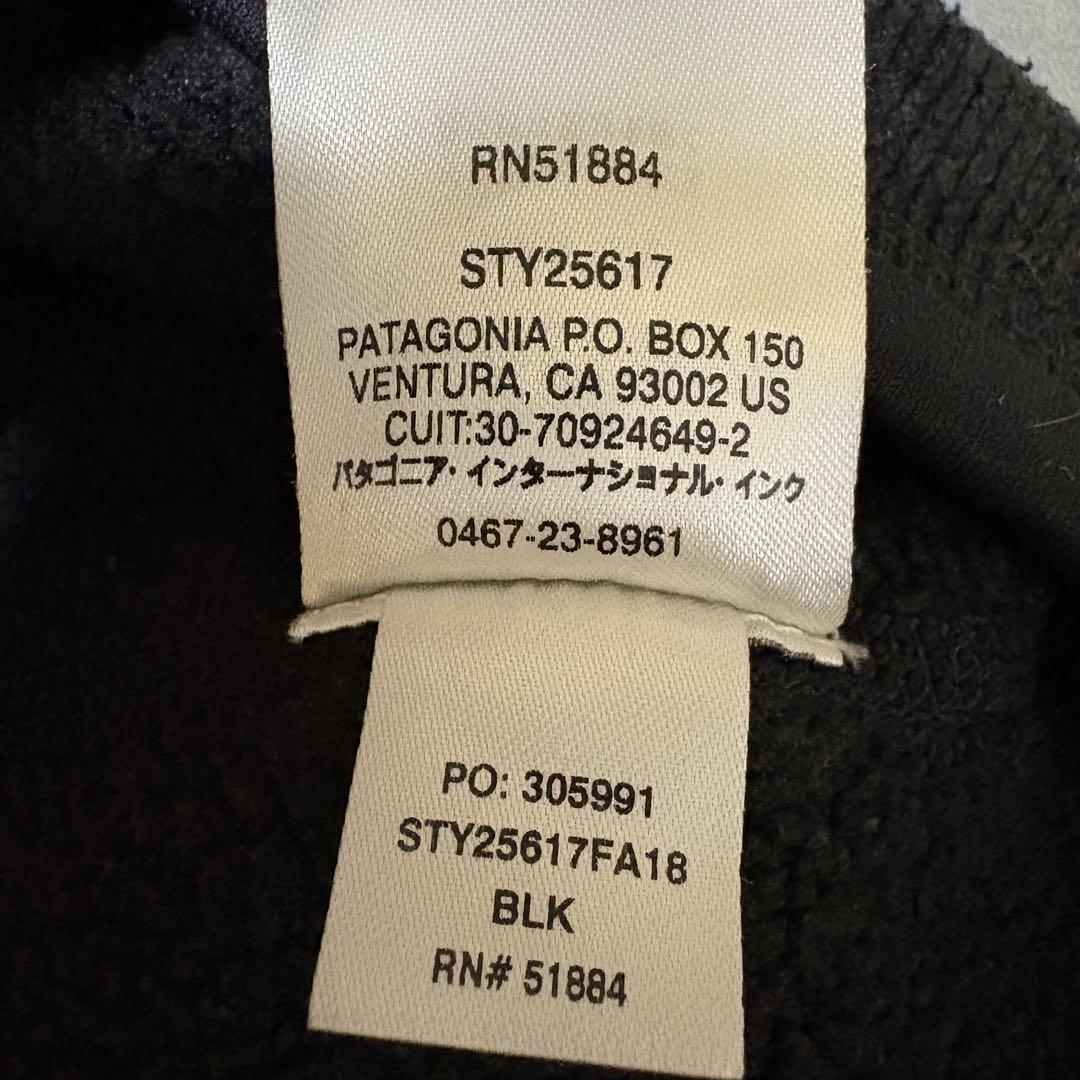 RN51884
STY25617
PATAGONIA P.O. BOX 150
VENTURA, CA 93002 US
CUIT:30-70924649-2
パタゴニア・インターナショナル・インク
0467-23-8961
PO: 305991
STY25617FA18
BLK
RN# 51884